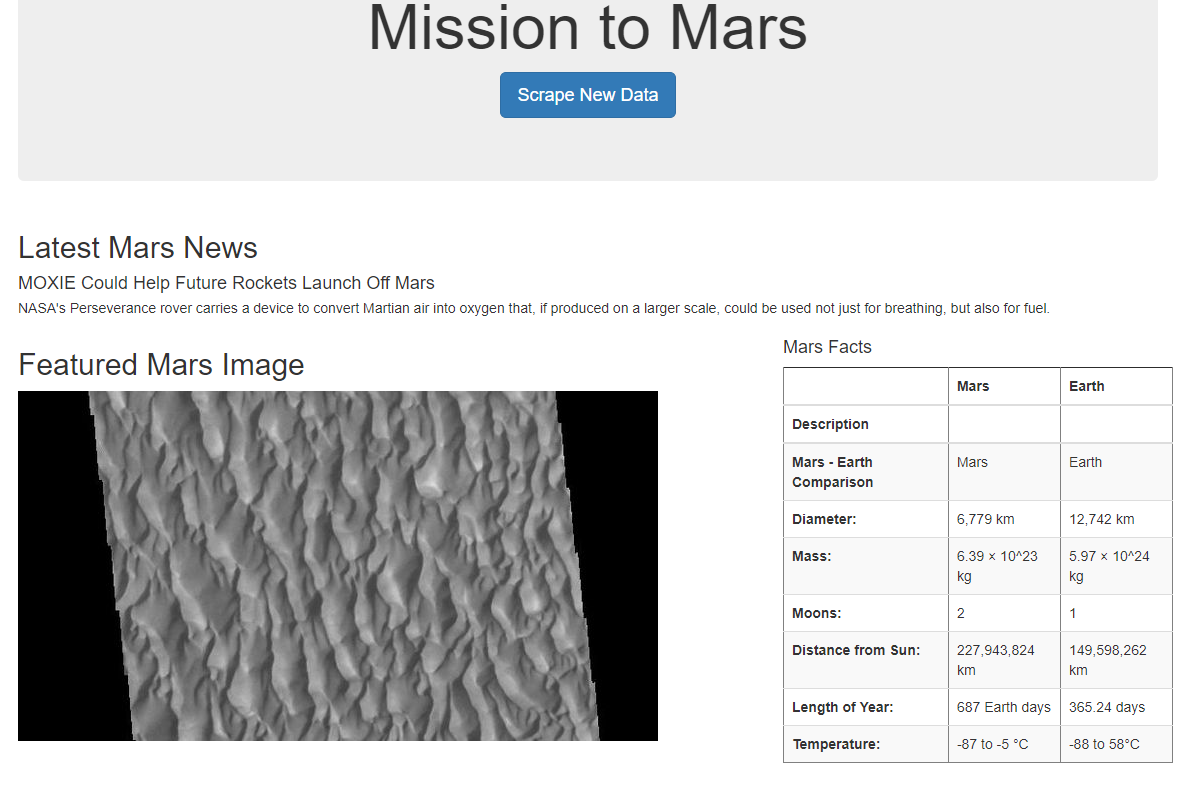 Mission to Mars
Scrape New Data
Latest Mars News
MOXIE Could Help Future Rockets Launch Off Mars
NASA's Perseverance rover carries a device to convert Martian air into oxygen that, if produced on a larger scale, could be used not just for breathing, but also for fuel.
Featured Mars Image
Mars Facts
Mars Earth
Description
Mars - Earth Comparison Mars Earth
Diameter: 6,779 km 12,742 km
Mass: 6.39 × 10^23 kg 5.97 × 10^24 kg
Moons: 2 1
Distance from Sun: 227,943,824 km 149,598,262 km
Length of Year: 687 Earth days 365.24 days
Temperature: -87 to -5 °C -88 to 58°C